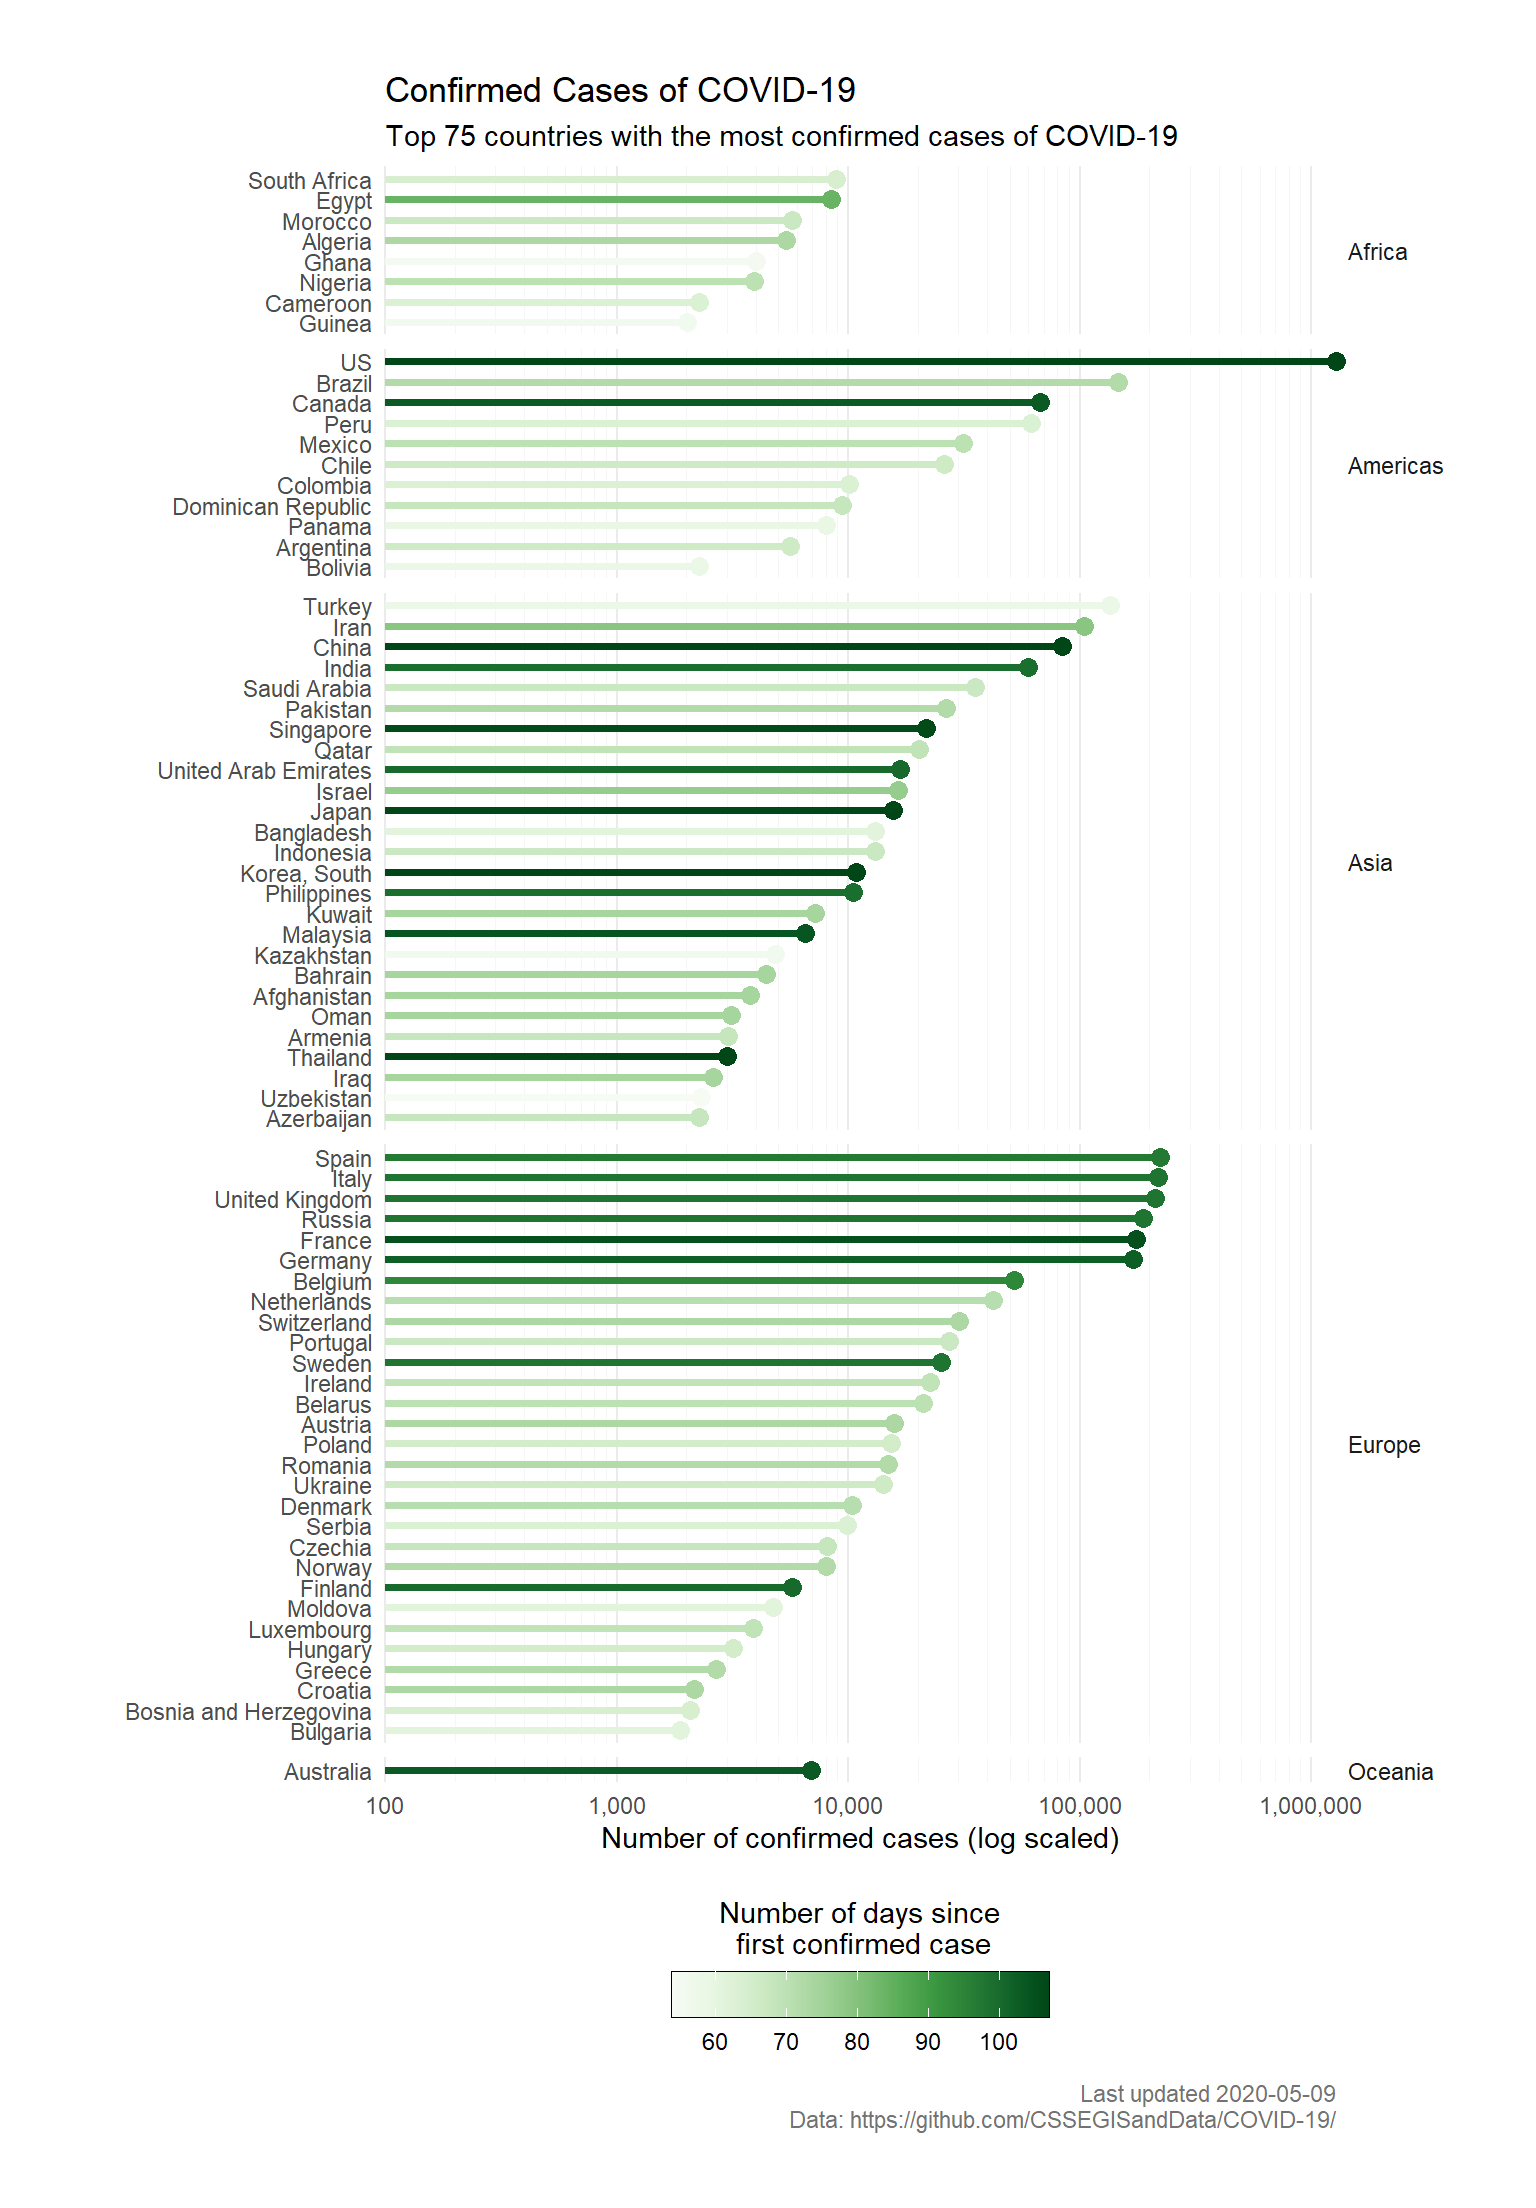 Confirmed Cases of COVID-19
Top 75 countries with the most confirmed cases of COVID-19
South Africa
Egypt
Morocco
Algeria
Ghana
Nigeria
Cameroon
Guinea
Africa
US
Brazil
Canada
Peru
Mexico
Chile
Colombia
Dominican Republic
Panama
Argentina
Bolivia
Americas
Turkey
Iran
China
India
Saudi Arabia
Pakistan
Singapore
Qatar
United Arab Emirates
Israel
Japan
Bangladesh
Indonesia
Korea, South
Philippines
Kuwait
Malaysia
Kazakhstan
Bahrain
Afghanistan
Oman
Armenia
Thailand
Iraq
Uzbekistan
Azerbaijan
Asia
Spain
Italy
United Kingdom
Russia
France
Germany
Belgium
Netherlands
Switzerland
Portugal
Sweden
Ireland
Belarus
Austria
Poland
Romania
Ukraine
Denmark
Serbia
Czechia
Norway
Finland
Moldova
Luxembourg
Hungary
Greece
Croatia
Bosnia and Herzegovina
Bulgaria
Europe
Australia
Oceania
100 1,000 10,000 100,000 1,000,000
Number of confirmed cases (log scaled)
Number of days since
first confirmed case
60 70 80 90 100
Last updated 2020-05-09
Data: https://github.com/CSSEGISandData/COVID-19/